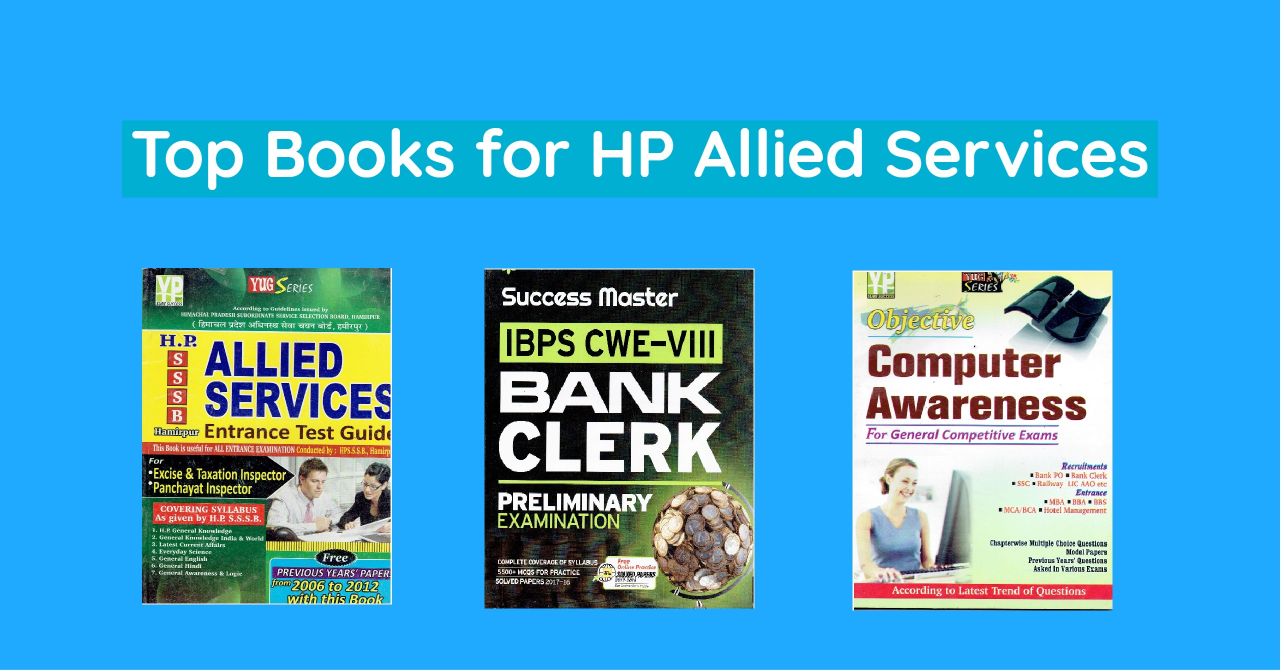 Top Books for HP Allied Services
YUG SERIES
According to Guidelines issued by
HIMACHAL PRADESH SUBORDINATE SERVICE SELECTION BOARD, HAMIRPUR
( हिमाचल प्रदेश अधिनस्थ सेवा चयन बोर्ड, हमीरपुर )
H.P.
S
S
S
B
Hamirpur
ALLIED
SERVICES
Entrance Test Guide
This Book is useful for ALL ENTRANCE EXAMINATION Conducted by : HPS.S.S.B., Hamirp
For
•Excise & Taxation Inspector
•Panchayat Inspector
COVERING SYLLABUS
As given by H.P. S.S.S.B.
1. H.P. General Knowledge
2. General Knowledge India & World
3. Latest Current Affairs
4. Everyday Science
5. General English
6. General Hindi
7. General Awareness & Logic
Free
PREVIOUS YEARS' PAPER
from 2006 to 2012
with this Book
Success Master
IBPS CWE-VIII
BANK
CLERK
PRELIMINARY
EXAMINATION
COMPLETE COVERAGE OF SYLLABUS
5500+ MCQS FOR PRACTICE
SOLVED PAPERS 2017-16
Free
Online Practice
SOLVED PAPERS
YUG
SERIES
Objective
Computer
Awareness
For General Competitive Exams
Recruitments
▪ Bank PO ▪ Bank Clerk
▪ SSC ▪ Railway LIC AAO etc
Entrance
▪ MBA ▪ BBA ▪ BBS
▪ MCA/BCA ▪ Hotel Management
Chapterwise Multiple Choice Questions
Model Papers
Previous Years' Questions
Asked in Various Exams
According to Latest Trend of Questions